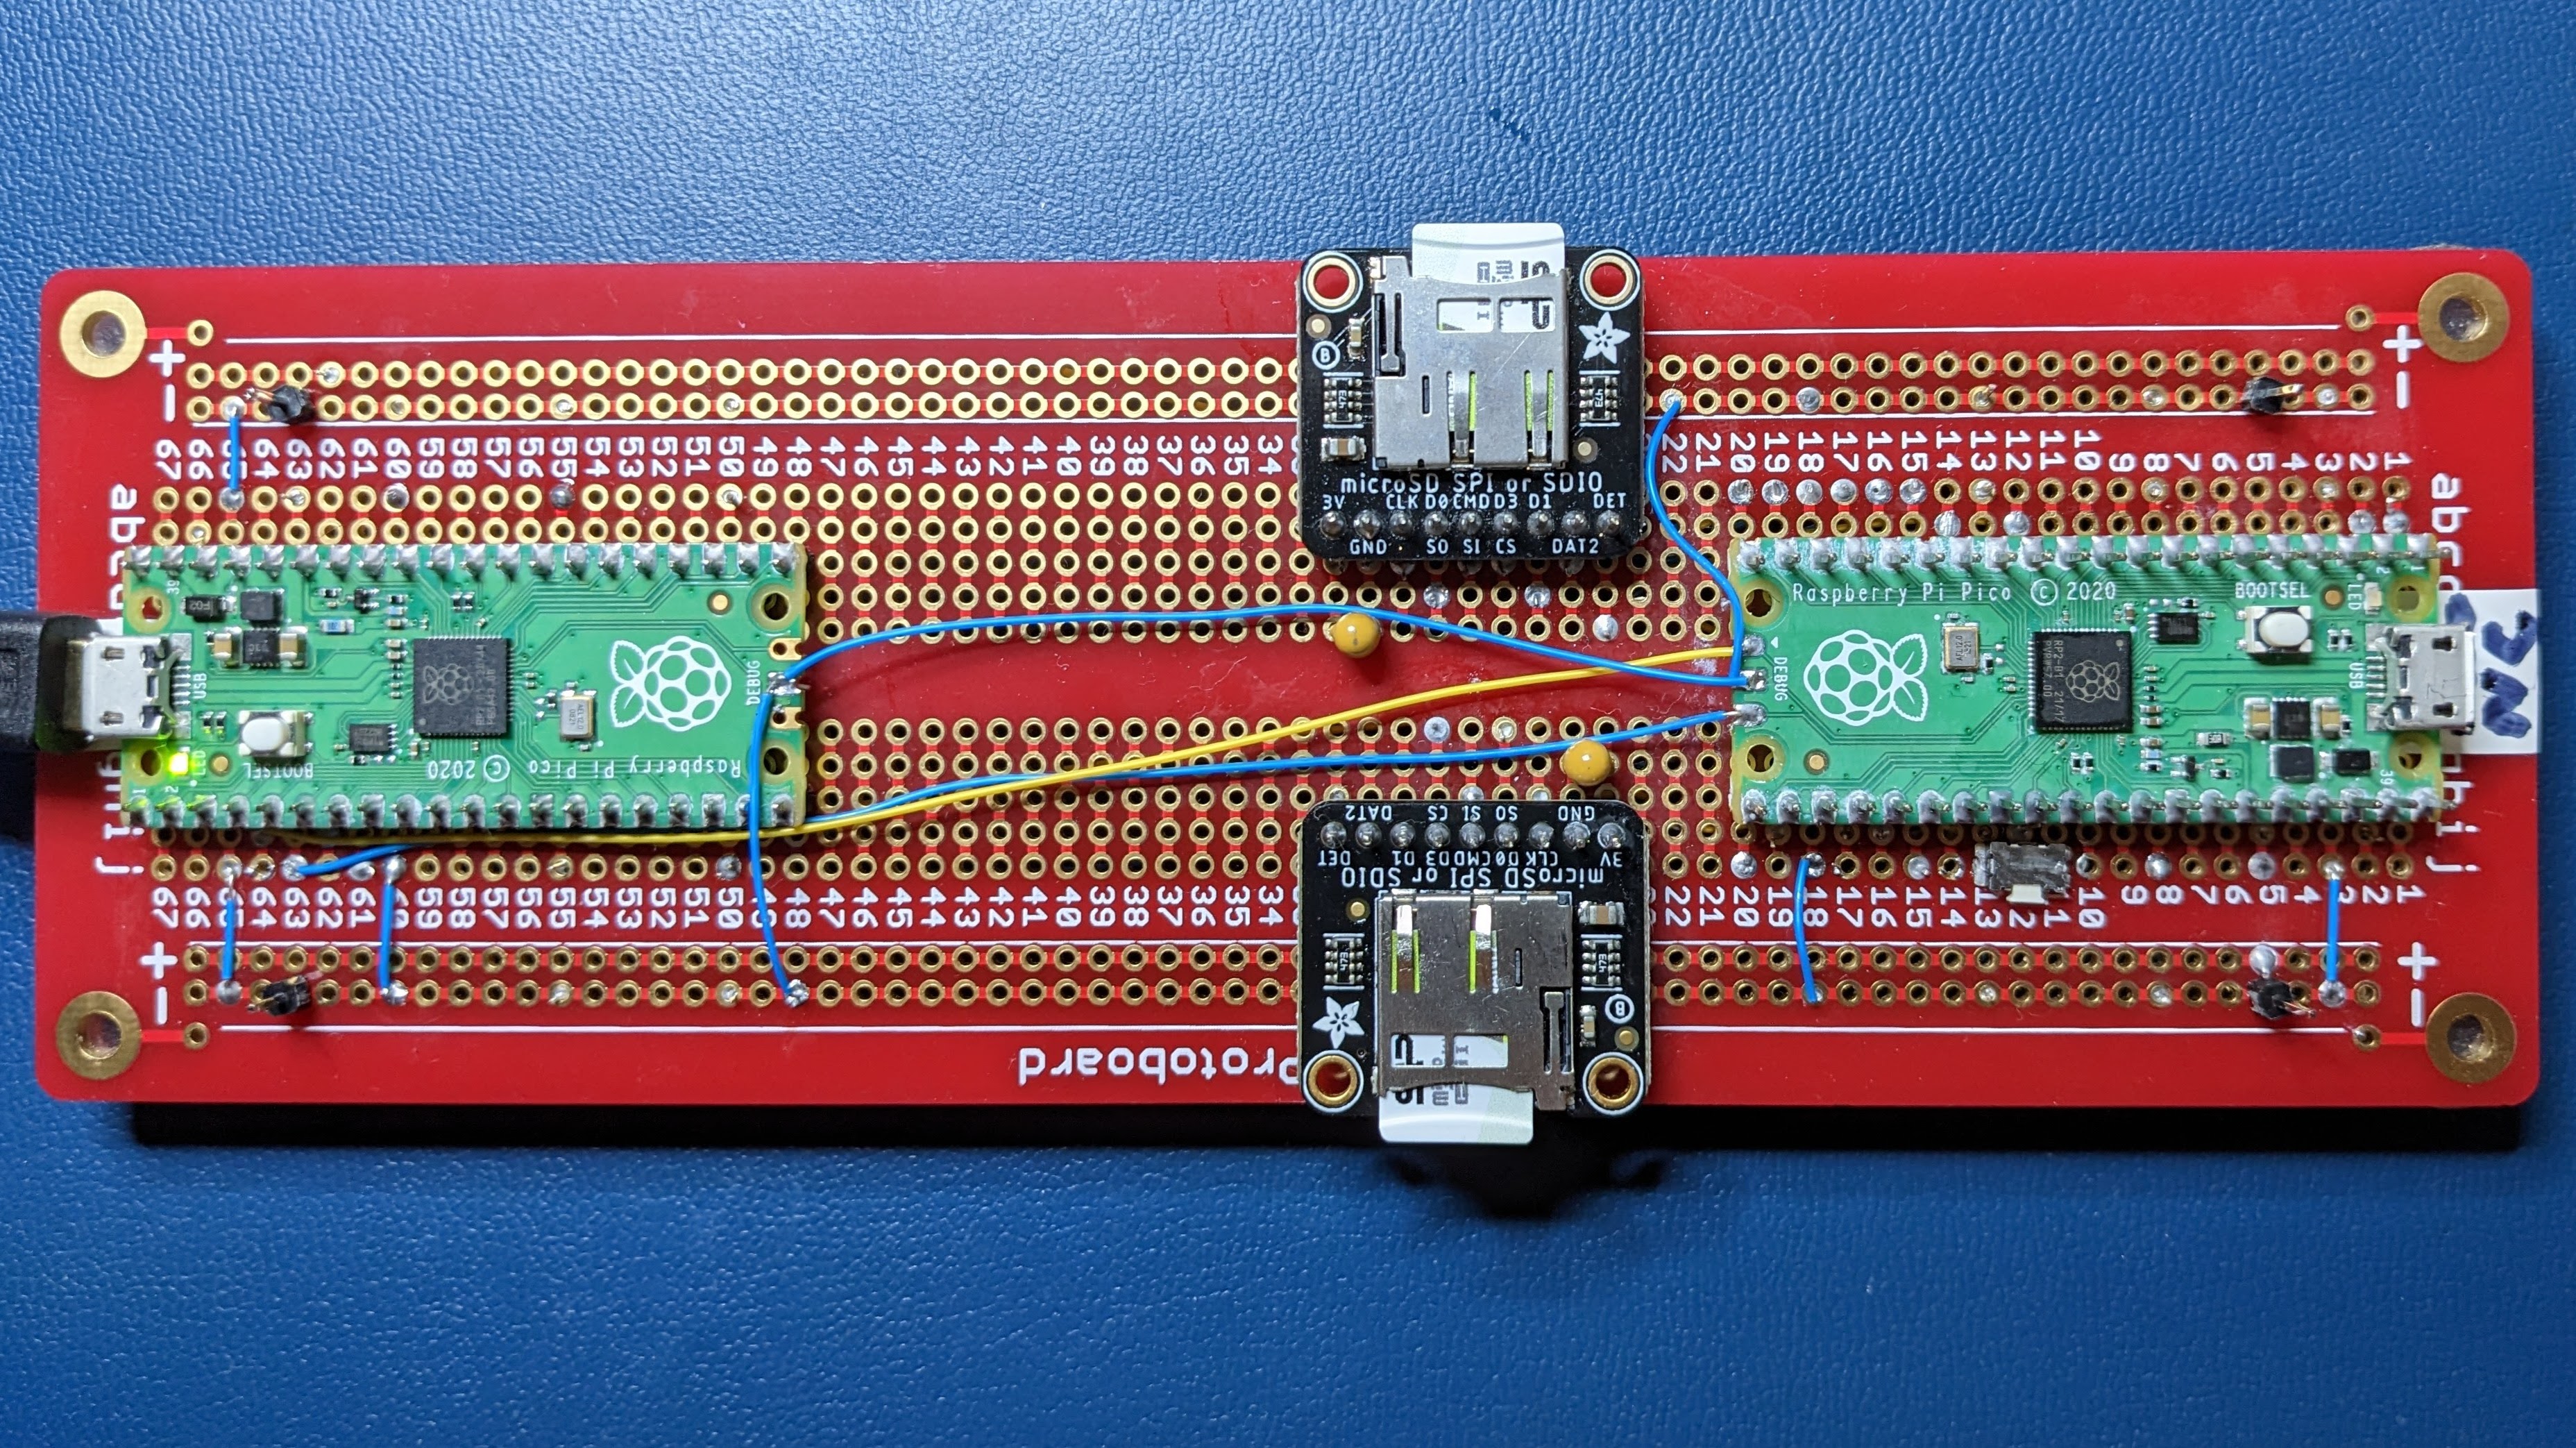 + +
- -
67 66 65 64 63 62 61 60 59 58 57 56 55 54 53 52 51 50 49 48 47 46 45 44 43 42 41 40 39 38 37 36 35 34
22 21 20 19 18 17 16 15 14 13 12 11 10 9 8 7 6 5 4 3 2 1
B
473
microSD SPI or SDIO
3V CLK D0 CMD D3 D1 DET
GND SO SI CS DAT2
39
USB
LED
BOOTSEL
DEBUG
Raspberry Pi Pico © 2020
1 2
Raspberry Pi Pico © 2020
BOOTSEL
LED
DEBUG
USB
2 1
39
GND SO SI CS DAT2
3V CLK D0 CMD D3 D1 DET
microSD SPI or SDIO
473
B
67 66 65 64 63 62 61 60 59 58 57 56 55 54 53 52 51 50 49 48 47 46 45 44 43 42 41 40 39 38 37 36 35 34
22 21 20 19 18 17 16 15 14 13 12 11 10 9 8 7 6 5 4 3 2 1
+ +
- -
Protoboard